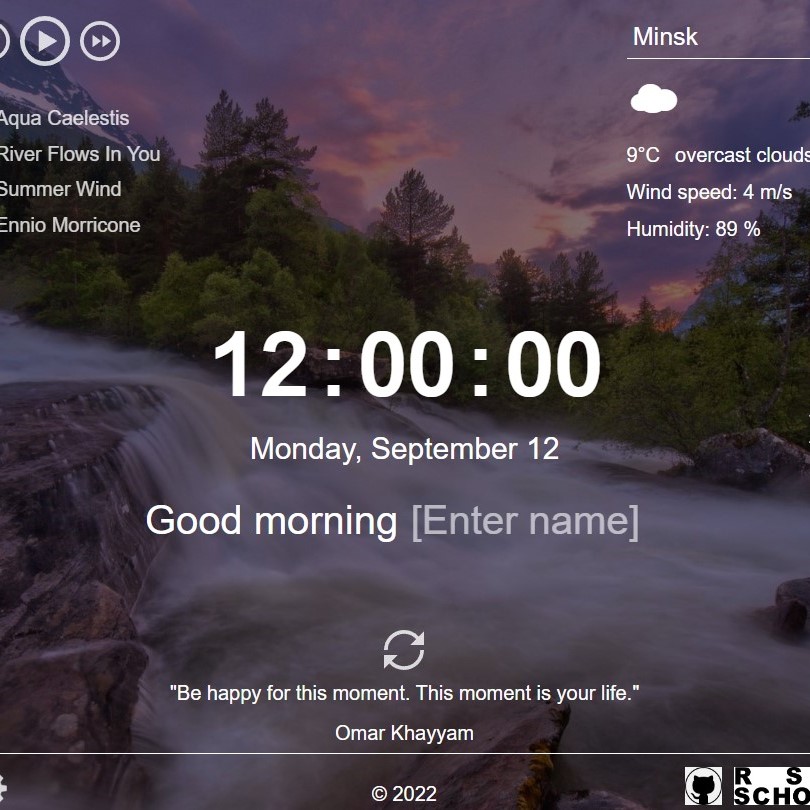 Minsk
Aqua Caelestis
River Flows In You
Summer Wind
Ennio Morricone
9°C overcast clouds
Wind speed: 4 m/s
Humidity: 89 %
12:00:00
Monday, September 12
Good morning [Enter name]
"Be happy for this moment. This moment is your life."
Omar Khayyam
© 2022
R S
SCHO